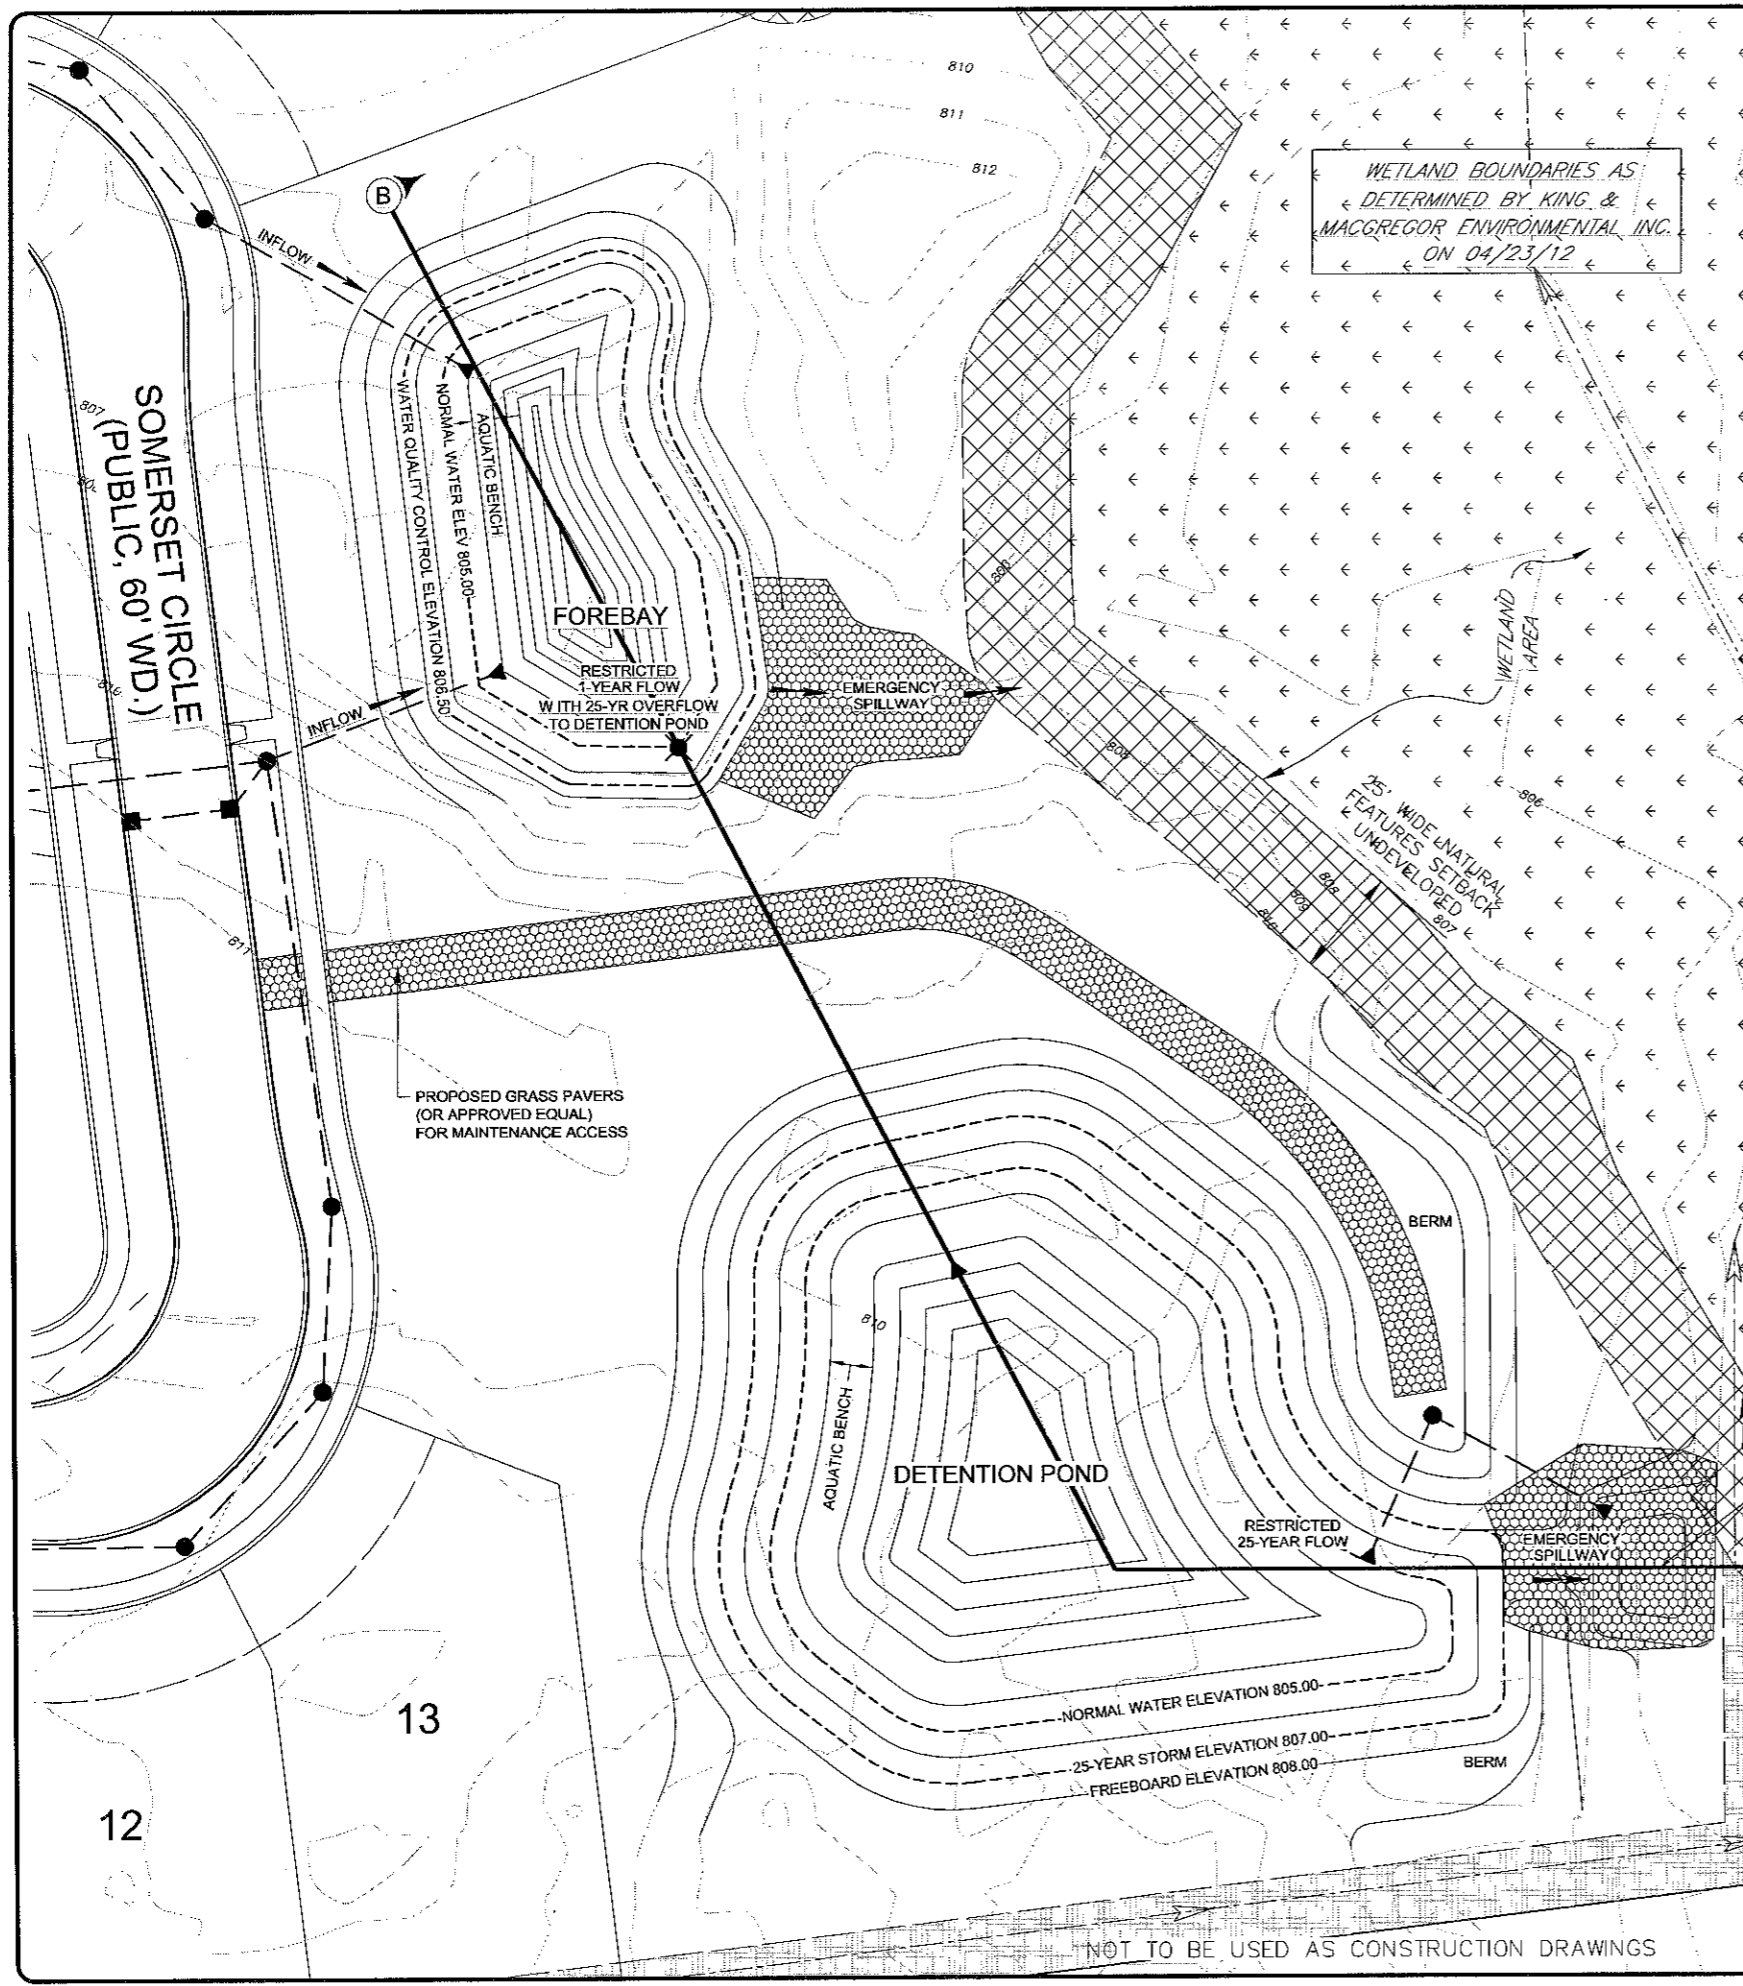 810
811
812
WETLAND BOUNDARIES AS
DETERMINED BY KING &
MACGREGOR ENVIRONMENTAL INC.
ON 04/23/12
B
INFLOW
SOMERSET CIRCLE
(PUBLIC, 60' WD.)
807
WATER QUALITY CONTROL ELEVATION 806.50
NORMAL WATER ELEV 805.00
AQUATIC BENCH
FOREBAY
RESTRICTED
1-YEAR FLOW
WITH 25-YR OVERFLOW
TO DETENTION POND
EMERGENCY
SPILLWAY
INFLOW
WETLAND
AREA
25' WIDE NATURAL
FEATURES SETBACK
UNDEVELOPED
806
808
809
807
811
PROPOSED GRASS PAVERS
(OR APPROVED EQUAL)
FOR MAINTENANCE ACCESS
BERM
810
AQUATIC BENCH
DETENTION POND
RESTRICTED
25-YEAR FLOW
EMERGENCY
SPILLWAY
NORMAL WATER ELEVATION 805.00
25-YEAR STORM ELEVATION 807.00
FREEBOARD ELEVATION 808.00
BERM
13
12
NOT TO BE USED AS CONSTRUCTION DRAWINGS